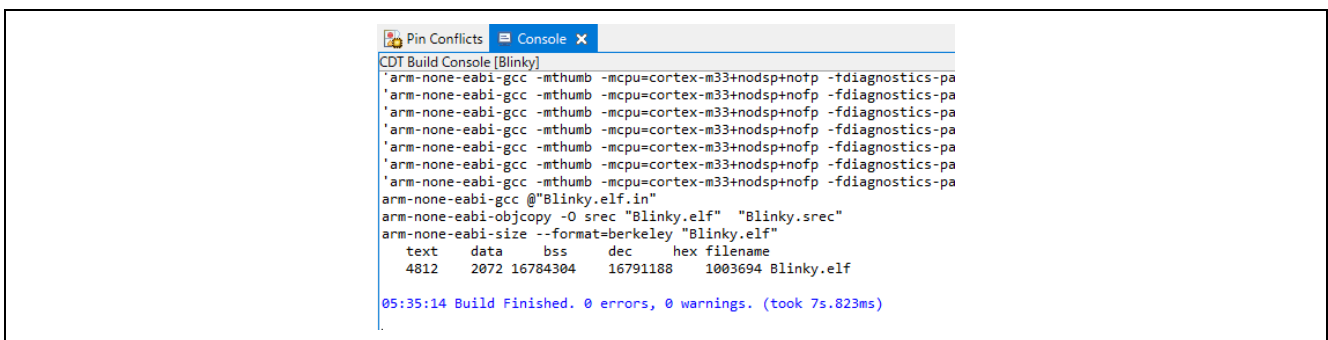 Pin Conflicts Console
CDT Build Console [Blinky]
'arm-none-eabi-gcc -mthumb -mcpu=cortex-m33+nodsp+nofp -fdiagnostics-pa
'arm-none-eabi-gcc -mthumb -mcpu=cortex-m33+nodsp+nofp -fdiagnostics-pa
'arm-none-eabi-gcc -mthumb -mcpu=cortex-m33+nodsp+nofp -fdiagnostics-pa
'arm-none-eabi-gcc -mthumb -mcpu=cortex-m33+nodsp+nofp -fdiagnostics-pa
'arm-none-eabi-gcc -mthumb -mcpu=cortex-m33+nodsp+nofp -fdiagnostics-pa
'arm-none-eabi-gcc -mthumb -mcpu=cortex-m33+nodsp+nofp -fdiagnostics-pa
'arm-none-eabi-gcc -mthumb -mcpu=cortex-m33+nodsp+nofp -fdiagnostics-pa
arm-none-eabi-gcc @"Blinky.elf.in"
arm-none-eabi-objcopy -O srec "Blinky.elf"  "Blinky.srec"
arm-none-eabi-size --format=berkeley "Blinky.elf"
   text    data     bss     dec     hex filename
   4812    2072 16784304    16791188    1003694 Blinky.elf
05:35:14 Build Finished. 0 errors, 0 warnings. (took 7s.823ms)